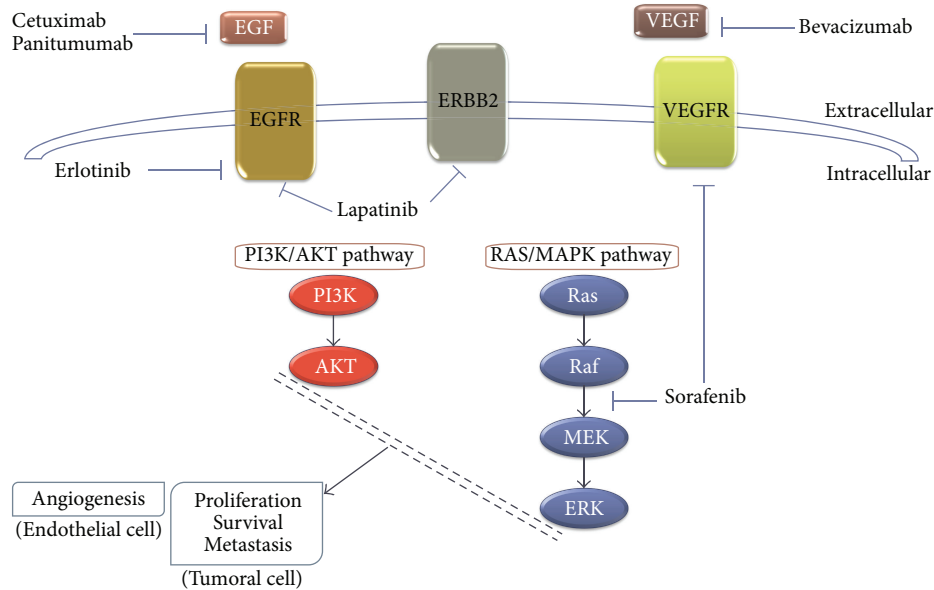 Cetuximab
Panitumumab
EGF
VEGF
Bevacizumab
EGFR
ERBB2
VEGFR
Extracellular
Intracellular
Erlotinib
Lapatinib
PI3K/AKT pathway
RAS/MAPK pathway
PI3K
Ras
AKT
Raf
Sorafenib
MEK
ERK
Angiogenesis
(Endothelial cell)
Proliferation
Survival
Metastasis
(Tumoral cell)